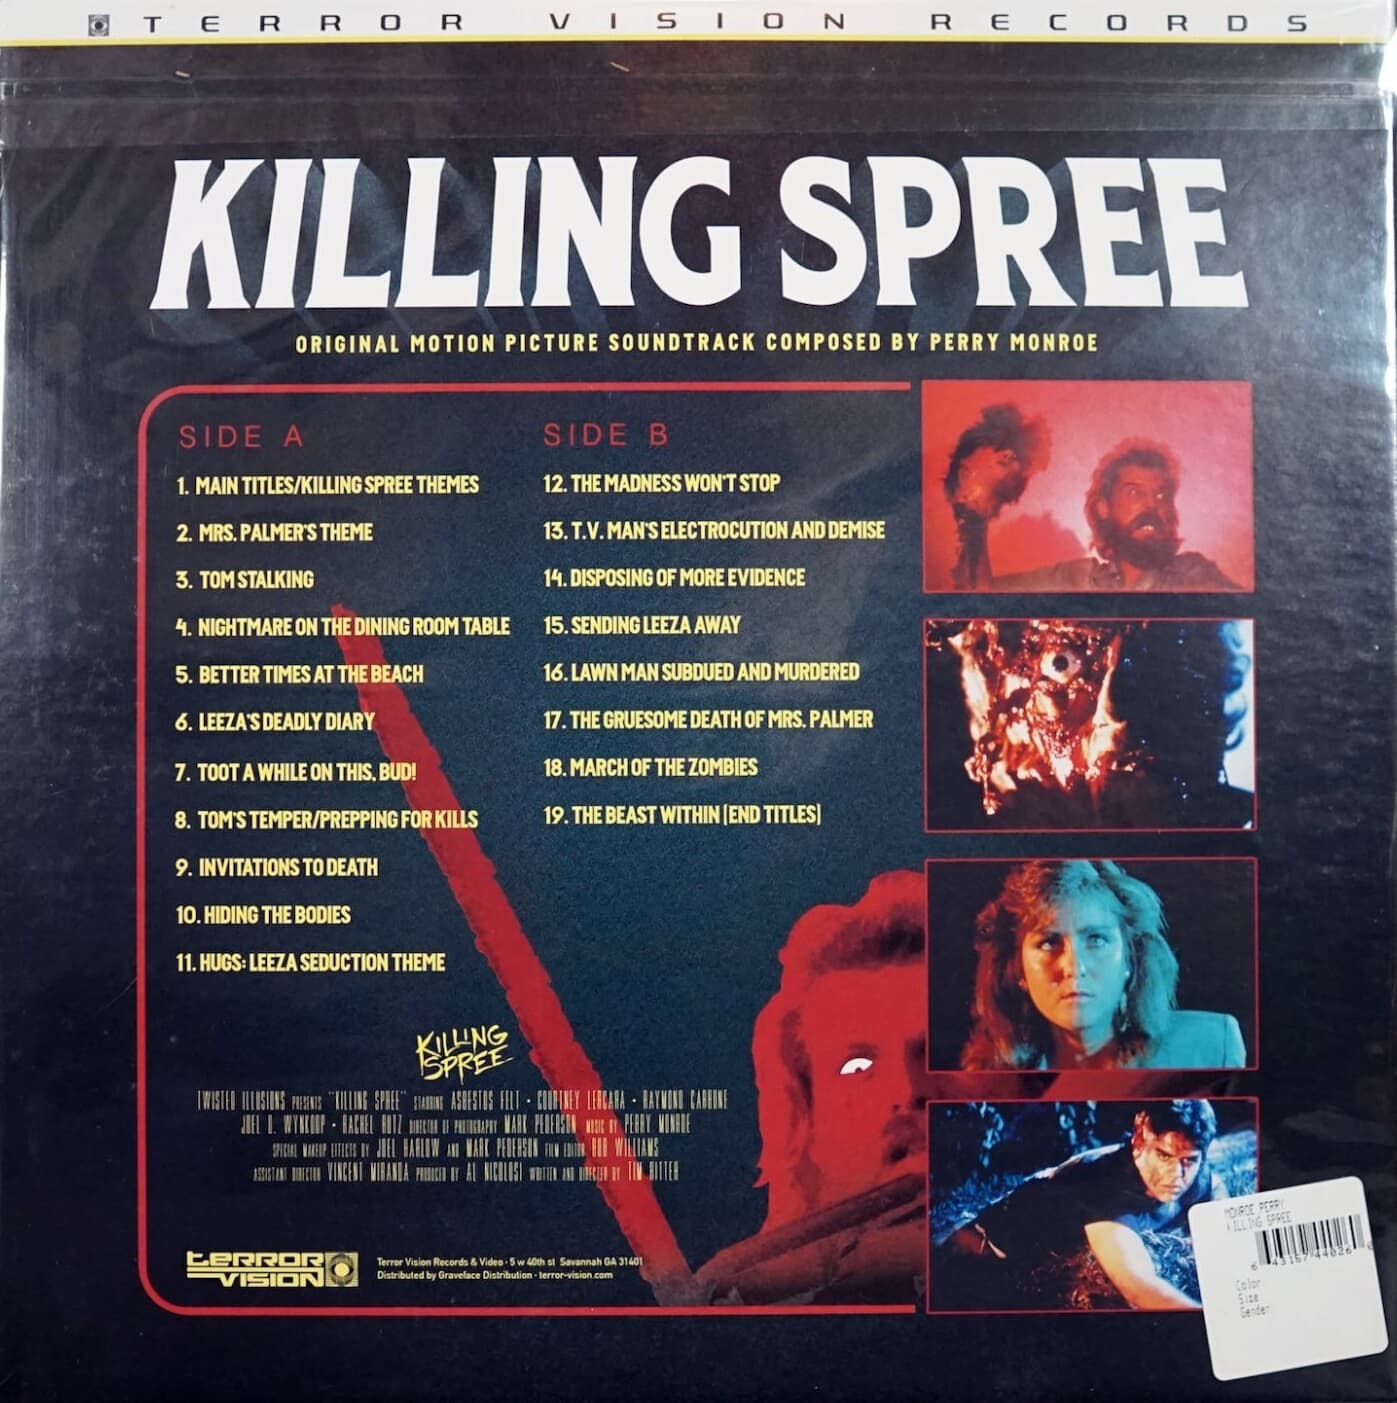 TERROR VISION RECORDS
KILLING SPREE
ORIGINAL MOTION PICTURE SOUNDTRACK COMPOSED BY PERRY MONROE
SIDE A
1. MAIN TITLES/KILLING SPREE THEMES
2. MRS. PALMER'S THEME
3. TOM STALKING
4. NIGHTMARE ON THE DINING ROOM TABLE
5. BETTER TIMES AT THE BEACH
6. LEEZA'S DEADLY DIARY
7. TOOT A WHILE ON THIS, BUD!
8. TOM'S TEMPER/PREPPING FOR KILLS
9. INVITATIONS TO DEATH
10. HIDING THE BODIES
11. HUGS: LEEZA SEDUCTION THEME
SIDE B
12. THE MADNESS WON'T STOP
13. T.V. MAN'S ELECTROCUTION AND DEMISE
14. DISPOSING OF MORE EVIDENCE
15. SENDING LEEZA AWAY
16. LAWN MAN SUBDUED AND MURDERED
17. THE GRUESOME DEATH OF MRS. PALMER
18. MARCH OF THE ZOMBIES
19. THE BEAST WITHIN [END TITLES]
KILLING
SPREE
TWISTED ILLUSIONS PRESENTS "KILLING SPREE" STARRING ASBESTOS FELT • COURTNEY LERCARA • RAYMOND CARBONE
JOEL D. WYNKOOP • RACHEL RUTZ DIRECTOR OF PHOTOGRAPHY MARK PEDERSON MUSIC BY PERRY MONROE
SPECIAL MAKEUP EFFECTS BY JOEL HARLOW AND MARK PEDERSON FILM EDITOR ROB WILLIAMS
ASSISTANT DIRECTOR VINCENT MIRANDA PRODUCED BY AL NICOLOSI WRITTEN AND DIRECTED BY TIM RITTER
TERROR
VISION
Terror Vision Records & Video - 5 w 40th st Savannah GA 31401
Distributed by Graveface Distribution - terror-vision.com
MONROE PERRY
KILLING SPREE
6 43157 44026
Color
Size
Gender